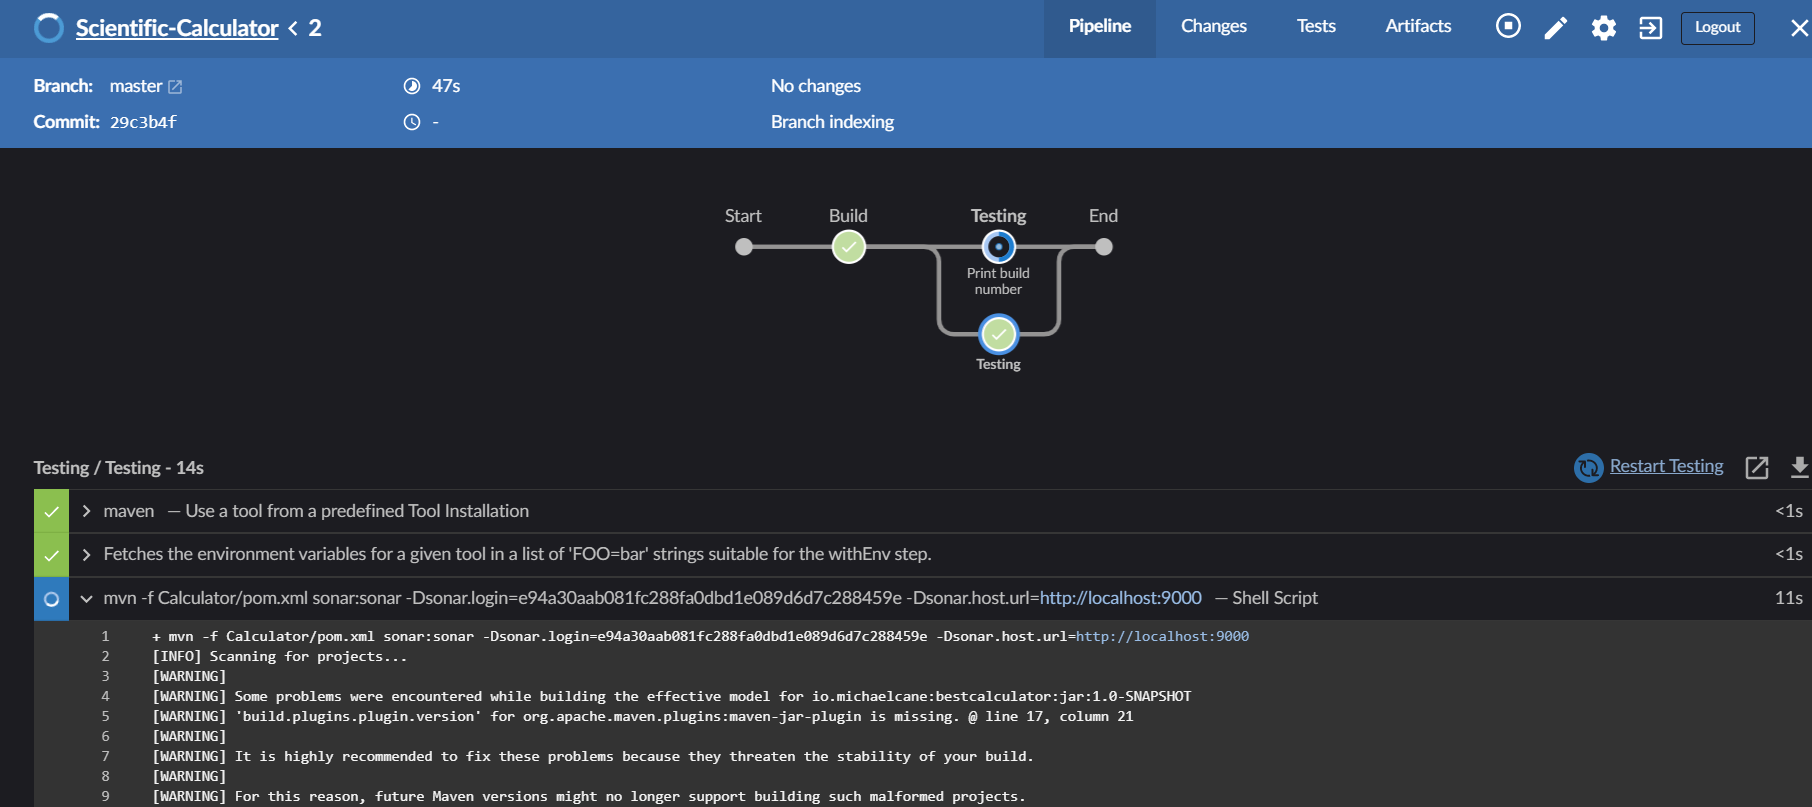 Scientific-Calculator < 2
Pipeline Changes Tests Artifacts Logout
Branch: master 47s No changes
Commit: 29c3b4f - Branch indexing
Start Build Testing End
Print build
number
Testing
Testing / Testing - 14s Restart Testing
maven — Use a tool from a predefined Tool Installation <1s
Fetches the environment variables for a given tool in a list of 'FOO=bar' strings suitable for the withEnv step. <1s
mvn -f Calculator/pom.xml sonar:sonar -Dsonar.login=e94a30aab081fc288fa0dbd1e089d6d7c288459e -Dsonar.host.url=http://localhost:9000 — Shell Script 11s
1 + mvn -f Calculator/pom.xml sonar:sonar -Dsonar.login=e94a30aab081fc288fa0dbd1e089d6d7c288459e -Dsonar.host.url=http://localhost:9000
2 [INFO] Scanning for projects...
3 [WARNING]
4 [WARNING] Some problems were encountered while building the effective model for io.michaelcane:bestcalculator:jar:1.0-SNAPSHOT
5 [WARNING] 'build.plugins.plugin.version' for org.apache.maven.plugins:maven-jar-plugin is missing. @ line 17, column 21
6 [WARNING]
7 [WARNING] It is highly recommended to fix these problems because they threaten the stability of your build.
8 [WARNING]
9 [WARNING] For this reason, future Maven versions might no longer support building such malformed projects.